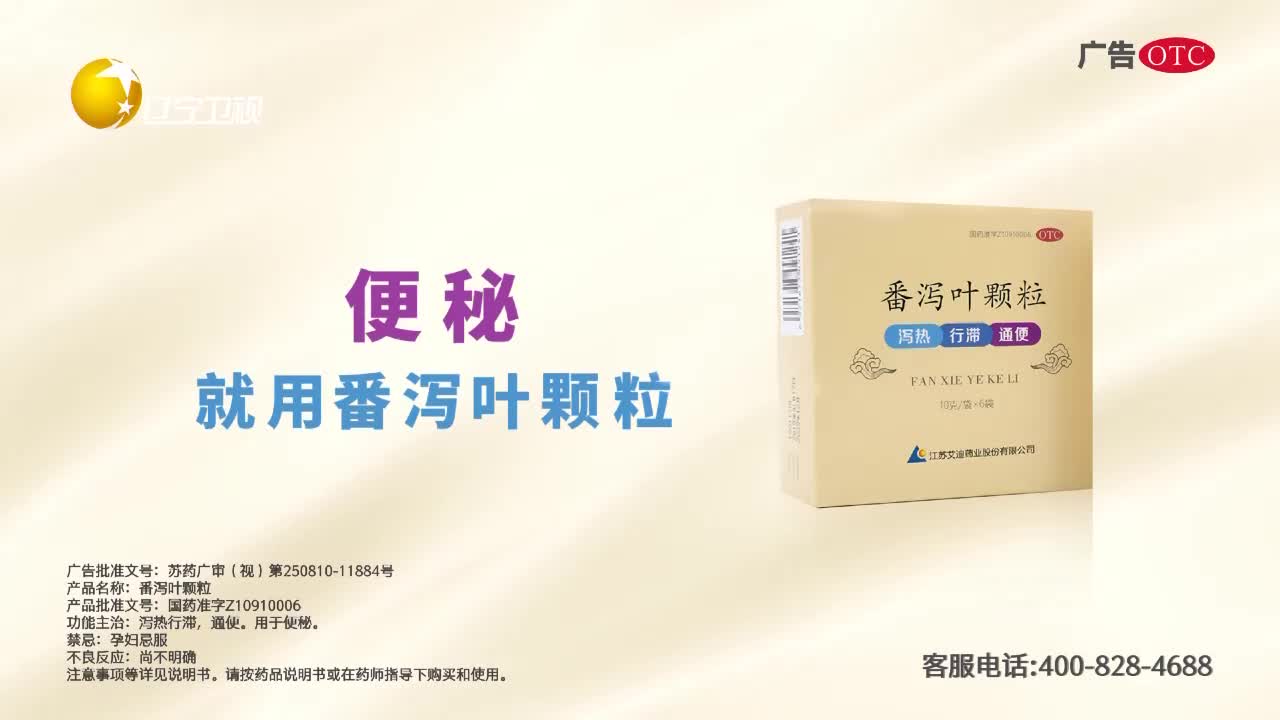 广告 OTC
辽宁卫视
国药准字Z10910006 OTC
番泻叶颗粒
泻热 行滞 通便
FAN XIE YE KE LI
10克/袋×6袋
江苏艾迪药业股份有限公司
便秘
就用番泻叶颗粒
广告批准文号：苏药广审（视）第250810-11884号
产品名称：番泻叶颗粒
产品批准文号：国药准字Z10910006
功能主治：泻热行滞，通便。用于便秘。
禁忌：孕妇忌服
不良反应：尚不明确
注意事项等详见说明书。请按药品说明书或在药师指导下购买和使用。
客服电话:400-828-4688